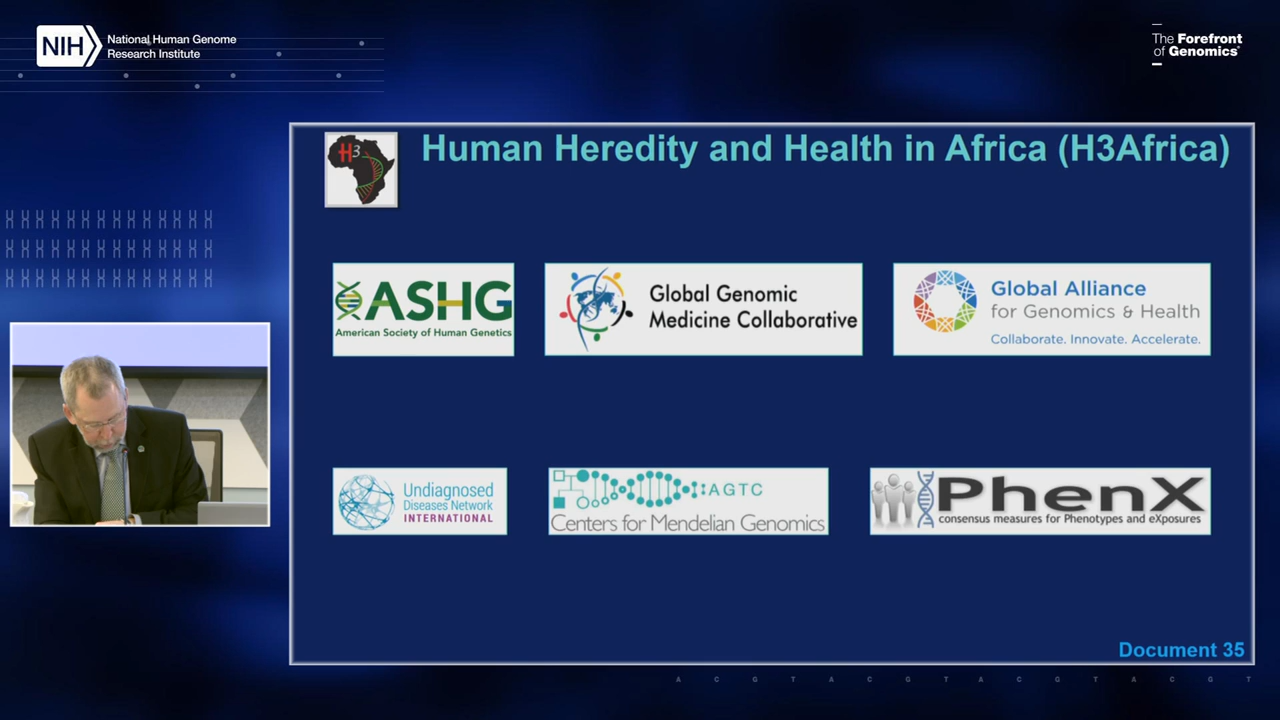 NIH
National Human Genome
Research Institute
The Forefront
of Genomics®
H3
Human Heredity and Health in Africa (H3Africa)
ASHG
American Society of Human Genetics
Global Genomic
Medicine Collaborative
Global Alliance
for Genomics & Health
Collaborate. Innovate. Accelerate.
Undiagnosed
Diseases Network
INTERNATIONAL
AGTC
Centers for Mendelian Genomics
PhenX
consensus measures for Phenotypes and eXposures
Document 35
A C G T A C G T A C G T A C G T